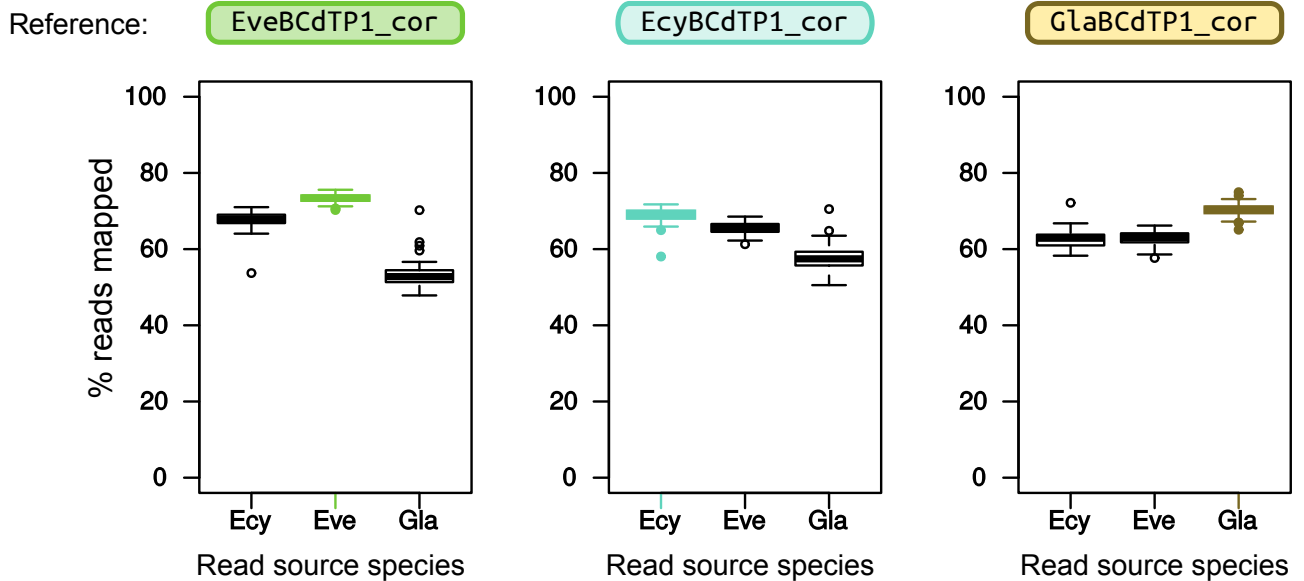 Reference:
EveBCdTP1_cor
EcyBCdTP1_cor
GlaBCdTP1_cor
% reads mapped
100
80
60
40
20
0
Ecy Eve Gla
Read source species
100
80
60
40
20
0
Ecy Eve Gla
Read source species
100
80
60
40
20
0
Ecy Eve Gla
Read source species